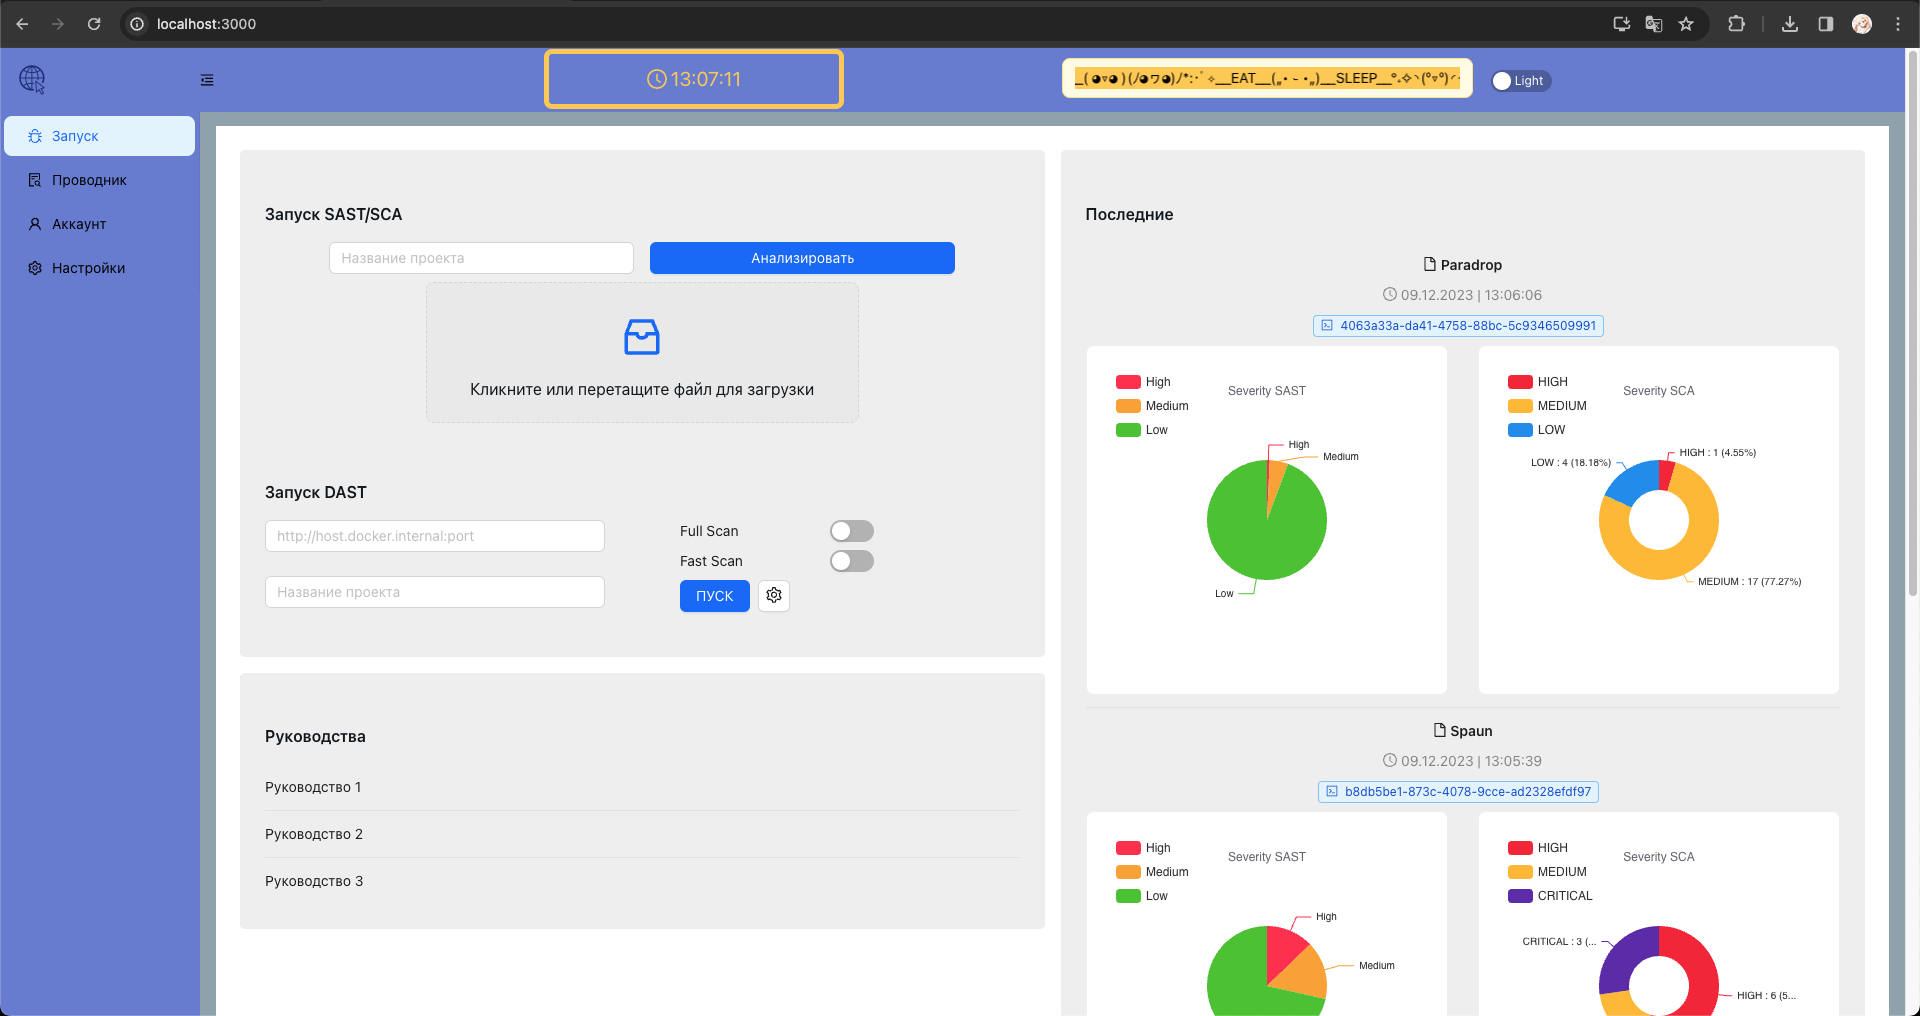 localhost:3000
13:07:11
__EAT__
__SLEEP__
Light
Запуск
Проводник
Аккаунт
Настройки
Запуск SAST/SCA
Название проекта
Анализировать
Кликните или перетащите файл для загрузки
Запуск DAST
http://host.docker.internal:port
Full Scan
Fast Scan
Название проекта
ПУСК
Руководства
Руководство 1
Руководство 2
Руководство 3
Последние
Paradrop
09.12.2023 | 13:06:06
4063a33a-da41-4758-88bc-5c9346509991
High
Medium
Low
Severity SAST
High
Medium
Low
HIGH
MEDIUM
LOW
Severity SCA
HIGH : 1 (4.55%)
LOW : 4 (18.18%)
MEDIUM : 17 (77.27%)
Spaun
09.12.2023 | 13:05:39
b8db5be1-873c-4078-9cce-ad2328efdf97
High
Medium
Low
Severity SAST
High
Medium
HIGH
MEDIUM
CRITICAL
Severity SCA
CRITICAL : 3 (...
HIGH : 6 (5...